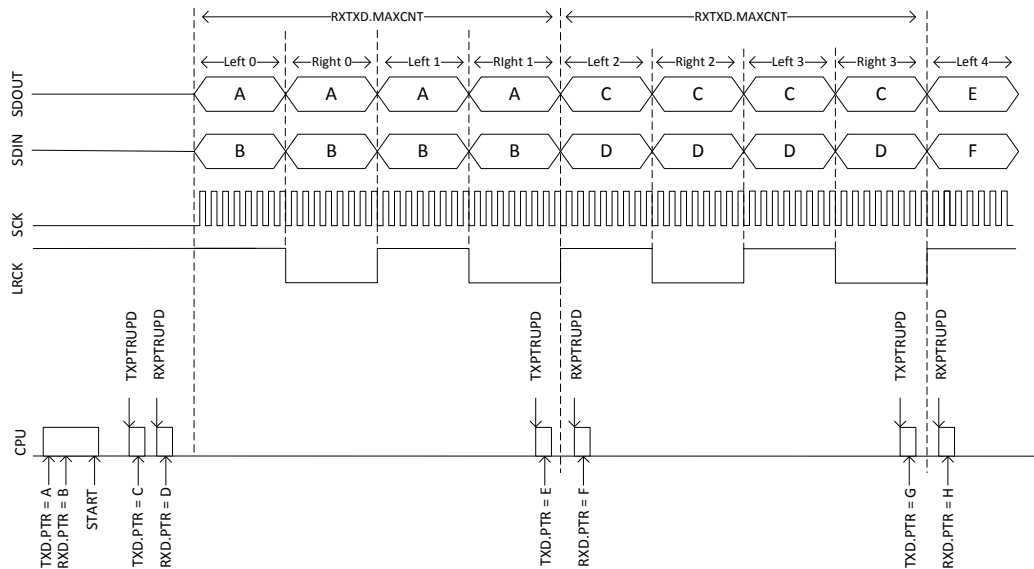 RXTXD.MAXCNT RXTXD.MAXCNT
Left 0 Right 0 Left 1 RIght 1 Left 2 Right 2 Left 3 Right 3 Left 4
SDOUT A A A A C C C C E
SDIN B B B B D D D D F
SCK
LRCK
TXPTRUPD RXPTRUPD TXPTRUPD RXPTRUPD TXPTRUPD RXPTRUPD
CPU
TXD.PTR = A RXD.PTR = B START TXD.PTR = C RXD.PTR = D TXD.PTR = E RXD.PTR = F TXD.PTR = G RXD.PTR = H